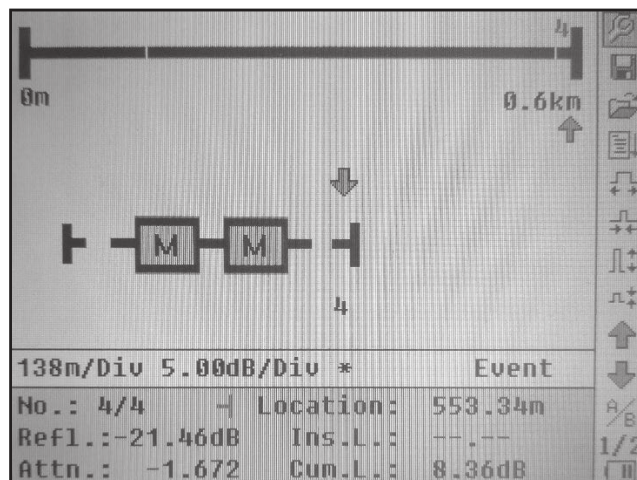 4
0m 0.6km
M M
4
138m/Div 5.00dB/Div * Event
No.: 4/4 Location: 553.34m
Refl.:-21.46dB Ins.L.: --.--
Attn.: -1.672 Cum.L.: 8.36dB
A/B
1/2